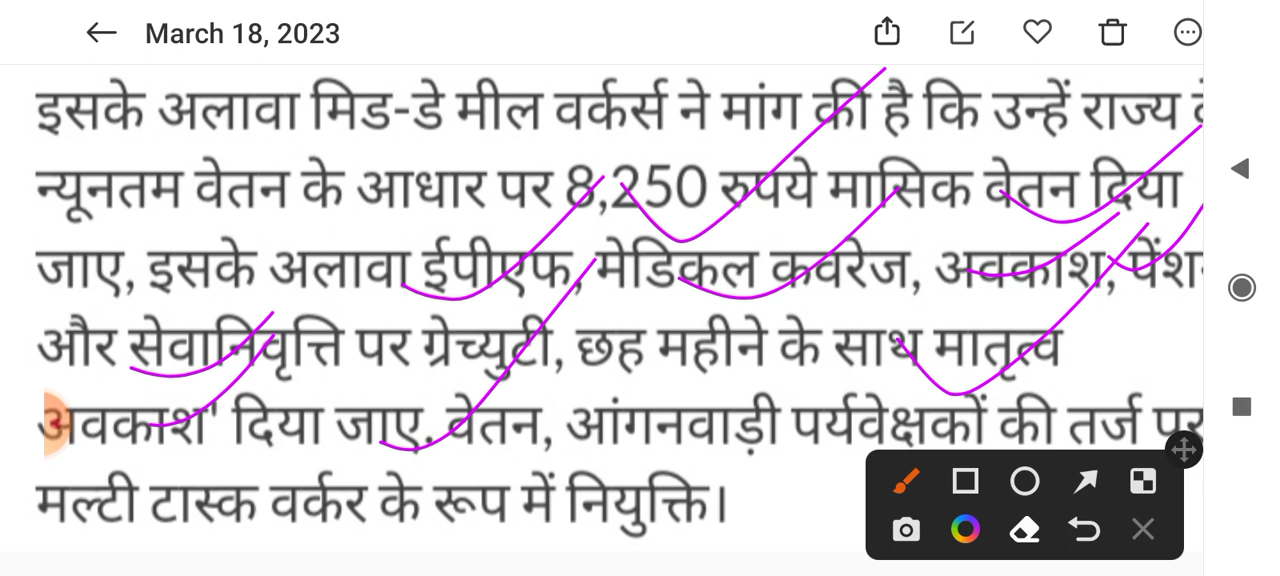 March 18, 2023
इसके अलावा मिड-डे मील वर्कर्स ने मांग की है कि उन्हें राज्य
न्यूनतम वेतन के आधार पर 8,250 रुपये मासिक वेतन दिया
जाए, इसके अलावा ईपीएफ, मेडिकल कवरेज, अवकाश, पेंश
और सेवानिवृत्ति पर ग्रेच्युटी, छह महीने के साथ मातृत्व
अवकाश' दिया जाए. वेतन, आंगनवाड़ी पर्यवेक्षकों की तर्ज पर
मल्टी टास्क वर्कर के रूप में नियुक्ति।